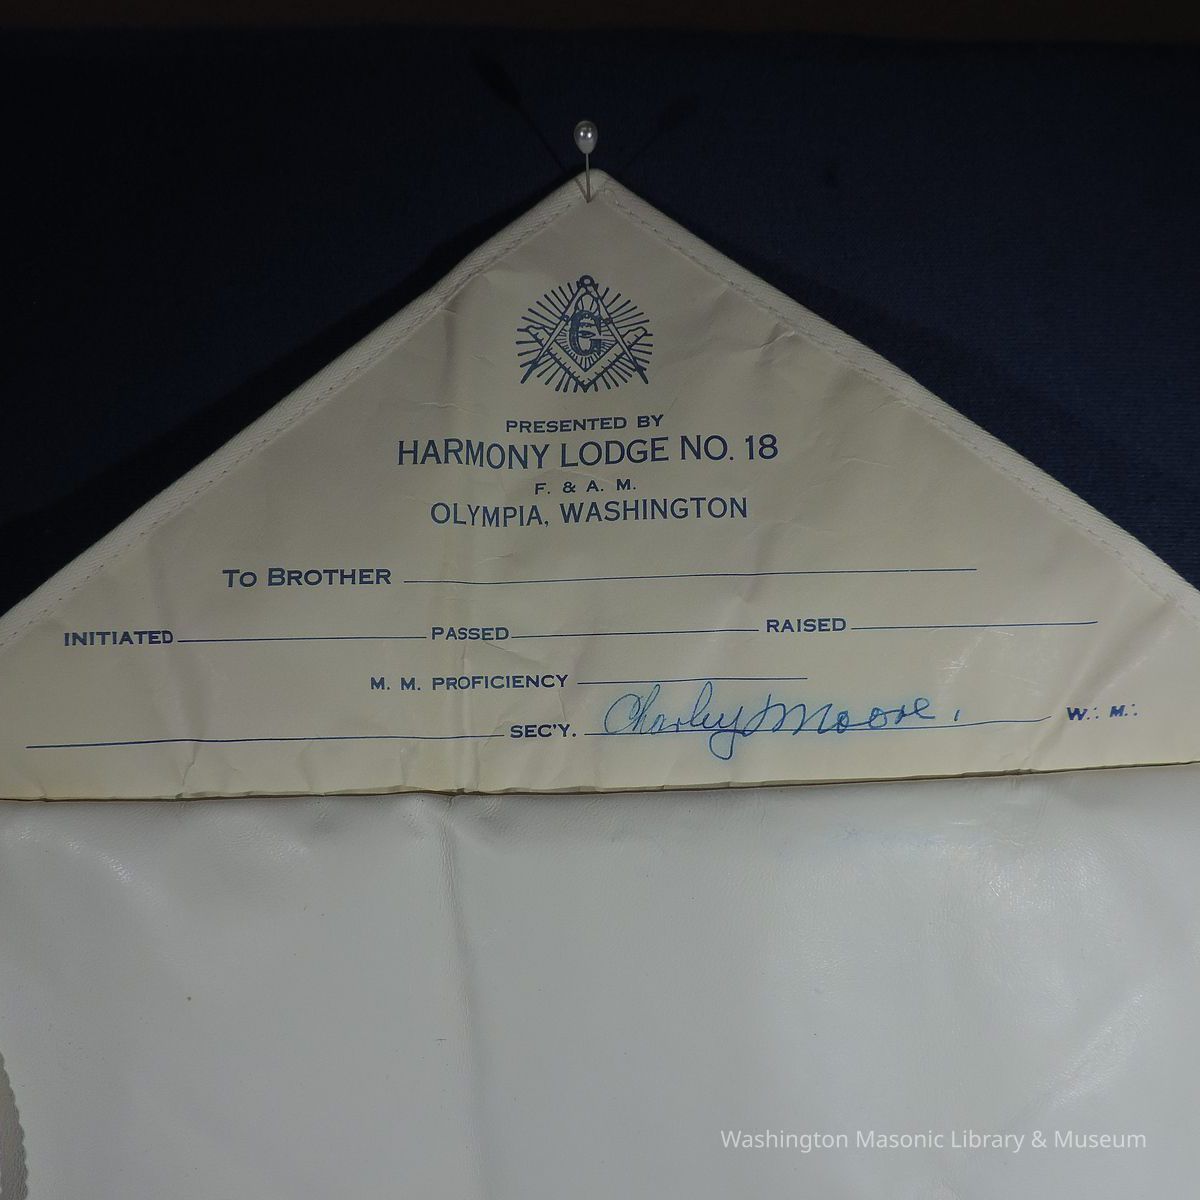 G
PRESENTED BY
HARMONY LODGE NO. 18
F. & A. M.
OLYMPIA, WASHINGTON
TO BROTHER
INITIATED PASSED RAISED
M. M. PROFICIENCY
SEC'Y. Charley Moore. W∴ M∴
Washington Masonic Library & Museum